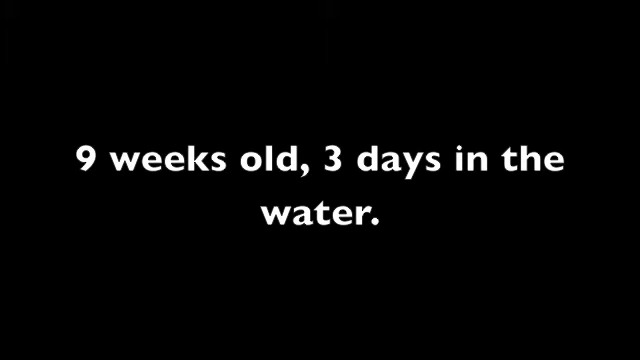 9 weeks old, 3 days in the
water.